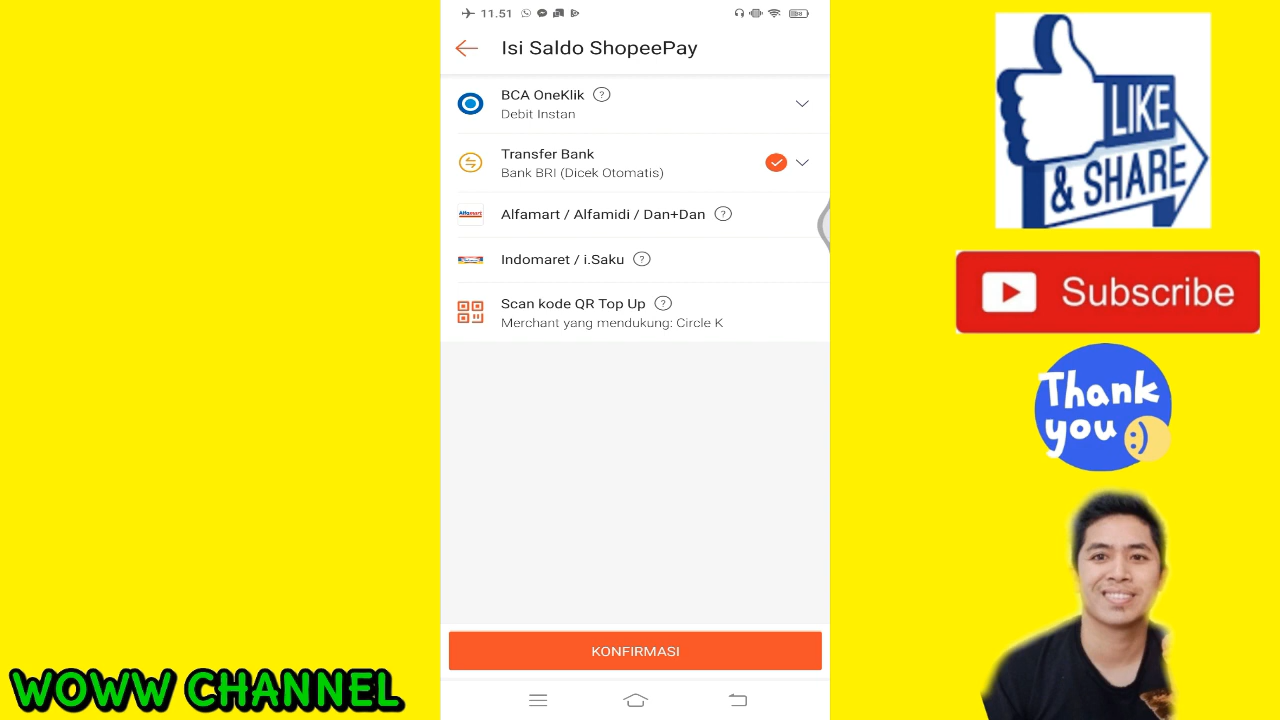 11.51
Isi Saldo ShopeePay
BCA OneKlik ?
Debit Instan
Transfer Bank
Bank BRI (Dicek Otomatis)
Alfamart
Alfamart / Alfamidi / Dan+Dan ?
Indomaret / i.Saku ?
Scan kode QR Top Up ?
Merchant yang mendukung: Circle K
KONFIRMASI
LIKE
& SHARE
Subscribe
Thank
you
WOWW CHANNEL